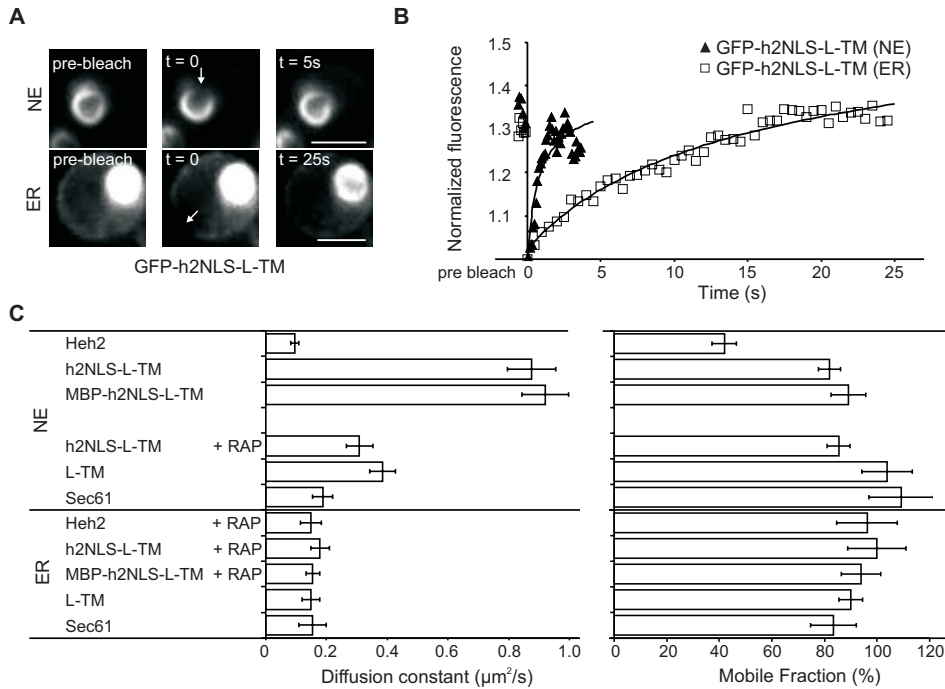 A
pre-bleach t = 0 t = 5s
NE
pre-bleach t = 0 t = 25s
ER
GFP-h2NLS-L-TM
B
Normalized fluorescence
1.5
1.4
1.3
1.2
1.1
▲ GFP-h2NLS-L-TM (NE)
□ GFP-h2NLS-L-TM (ER)
pre bleach 0 5 10 15 20 25
Time (s)
C
NE
Heh2
h2NLS-L-TM
MBP-h2NLS-L-TM
h2NLS-L-TM + RAP
L-TM
Sec61
ER
Heh2 + RAP
h2NLS-L-TM + RAP
MBP-h2NLS-L-TM + RAP
L-TM
Sec61
0 0.2 0.4 0.6 0.8 1.0
Diffusion constant (μm²/s)
0 20 40 60 80 100 120
Mobile Fraction (%)